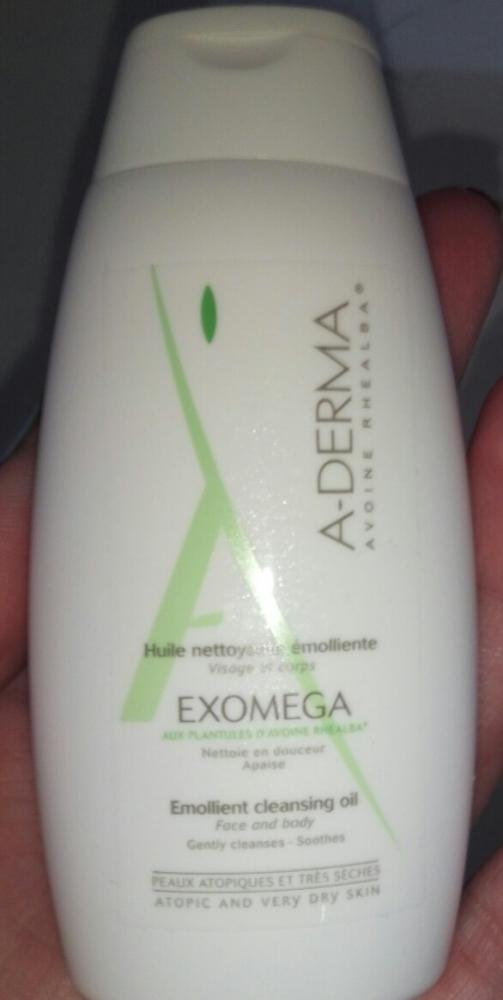 A-DERMA
AVOINE RHEALBA®
Huile nettoyante émolliente
Visage et corps
EXOMEGA
AUX PLANTULES D'AVOINE RHÉALBA®
Nettoie en douceur
Apaise
Emollient cleansing oil
Face and body
Gently cleanses - Soothes
PEAUX ATOPIQUES ET TRÈS SÈCHES
ATOPIC AND VERY DRY SKIN